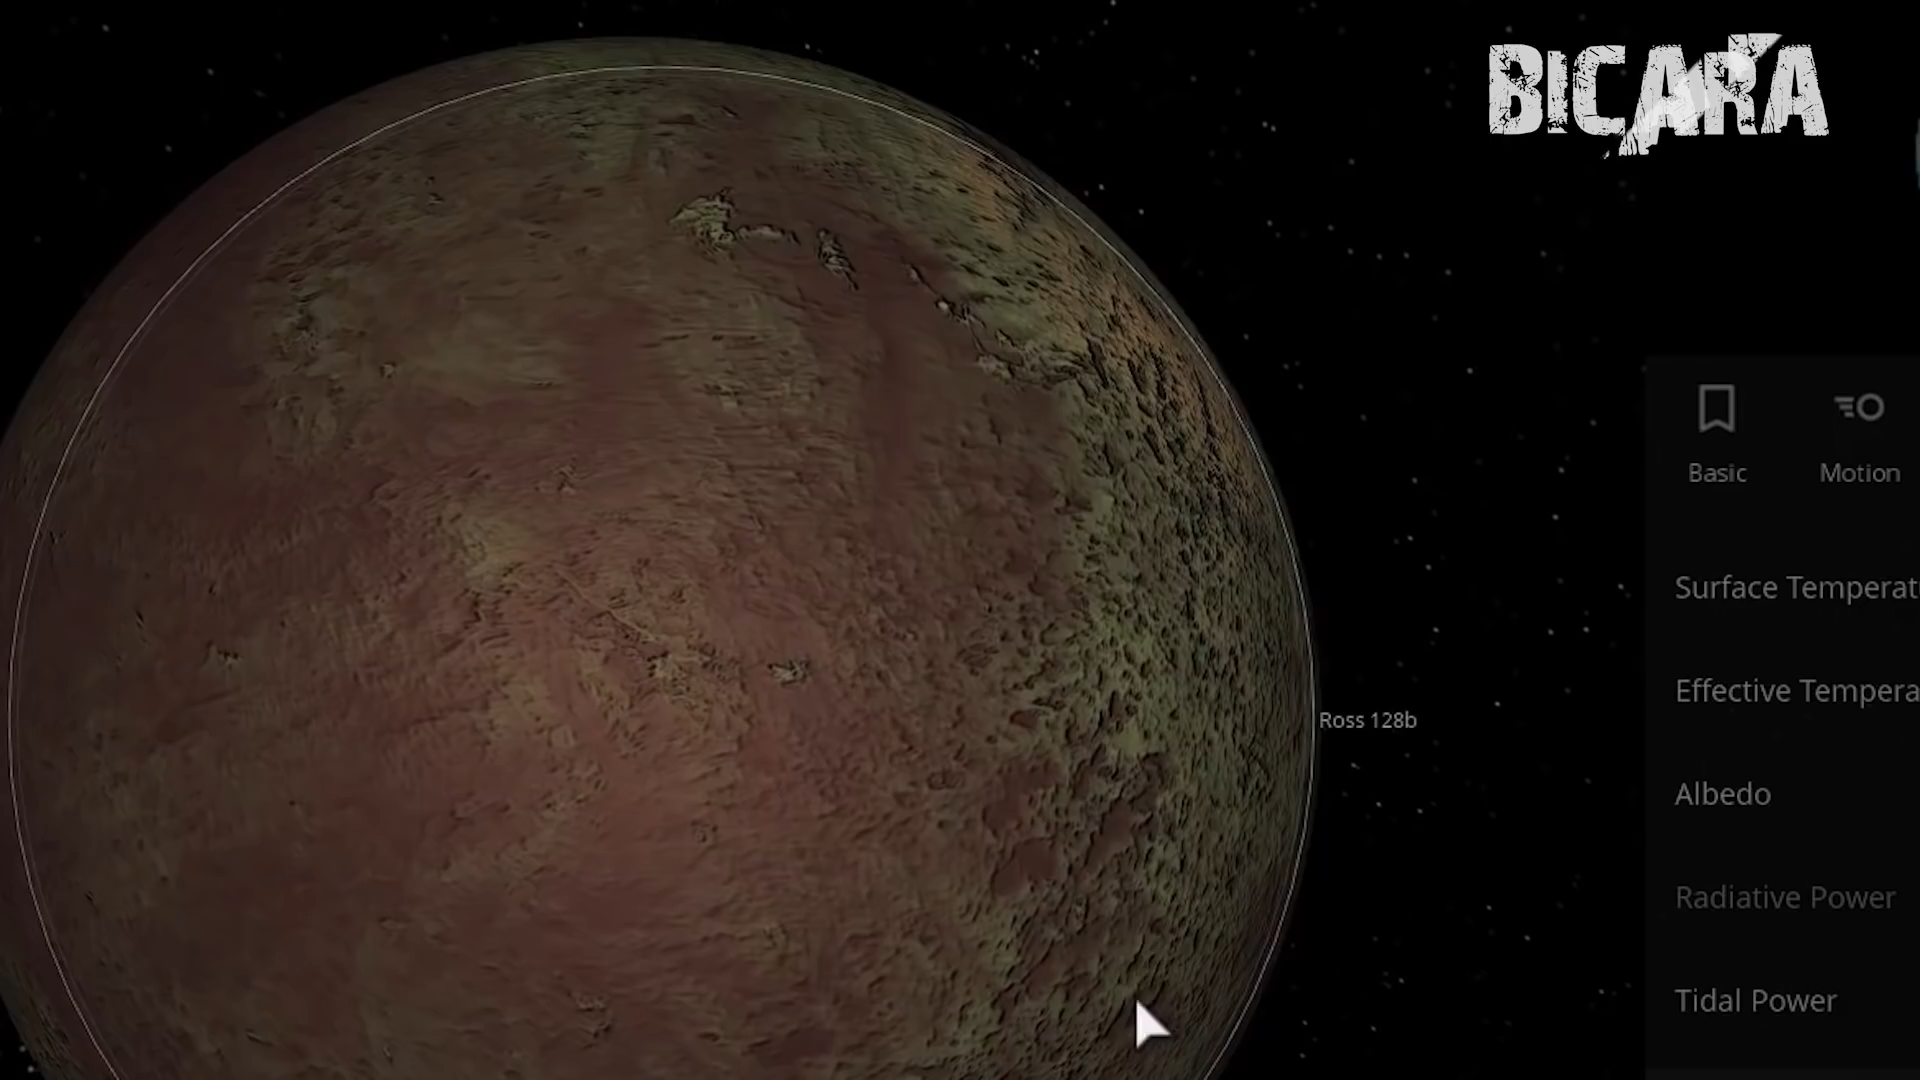 BICARA
Basic
Motion
Surface Temperat
Effective Tempera
Ross 128b
Albedo
Radiative Power
Tidal Power